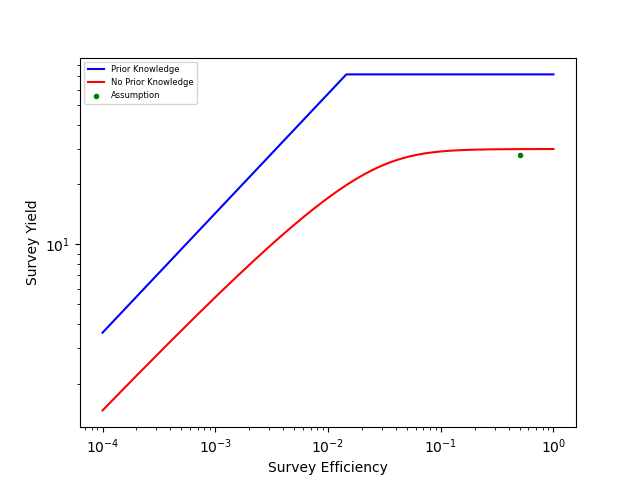 Prior Knowledge
No Prior Knowledge
Assumption
Survey Yield
10^1
10^-4
10^-3
10^-2
10^-1
10^0
Survey Efficiency